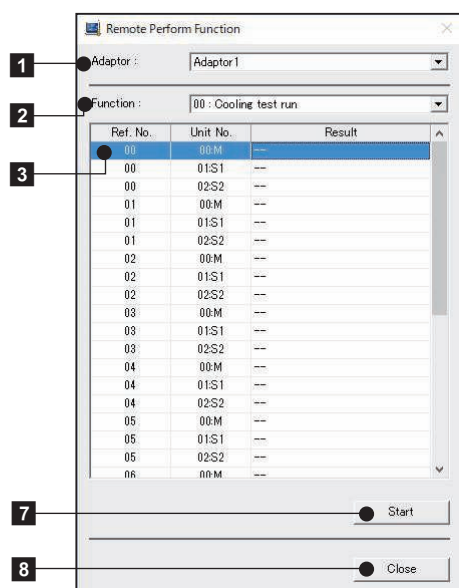 Remote Perform Function
1 Adaptor : Adaptor1
2 Function : 00 : Cooling test run
Ref. No. Unit No. Result
3 00 00:M --
00 01:S1 --
00 02:S2 --
01 00:M --
01 01:S1 --
01 02:S2 --
02 00:M --
02 01:S1 --
02 02:S2 --
03 00:M --
03 01:S1 --
03 02:S2 --
04 00:M --
04 01:S1 --
04 02:S2 --
05 00:M --
05 01:S1 --
05 02:S2 --
06 00:M --
7 Start
8 Close